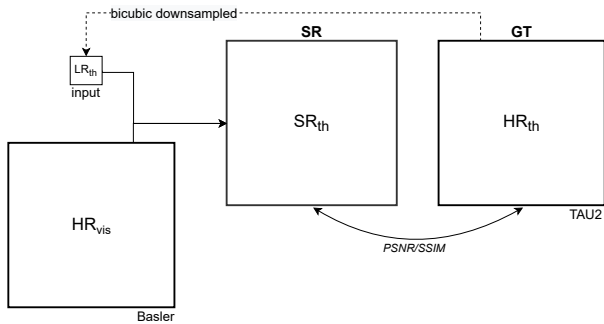 bicubic downsampled
SR
GT
LR_th
input
SR_th
HR_th
HR_vis
TAU2
PSNR/SSIM
Basler